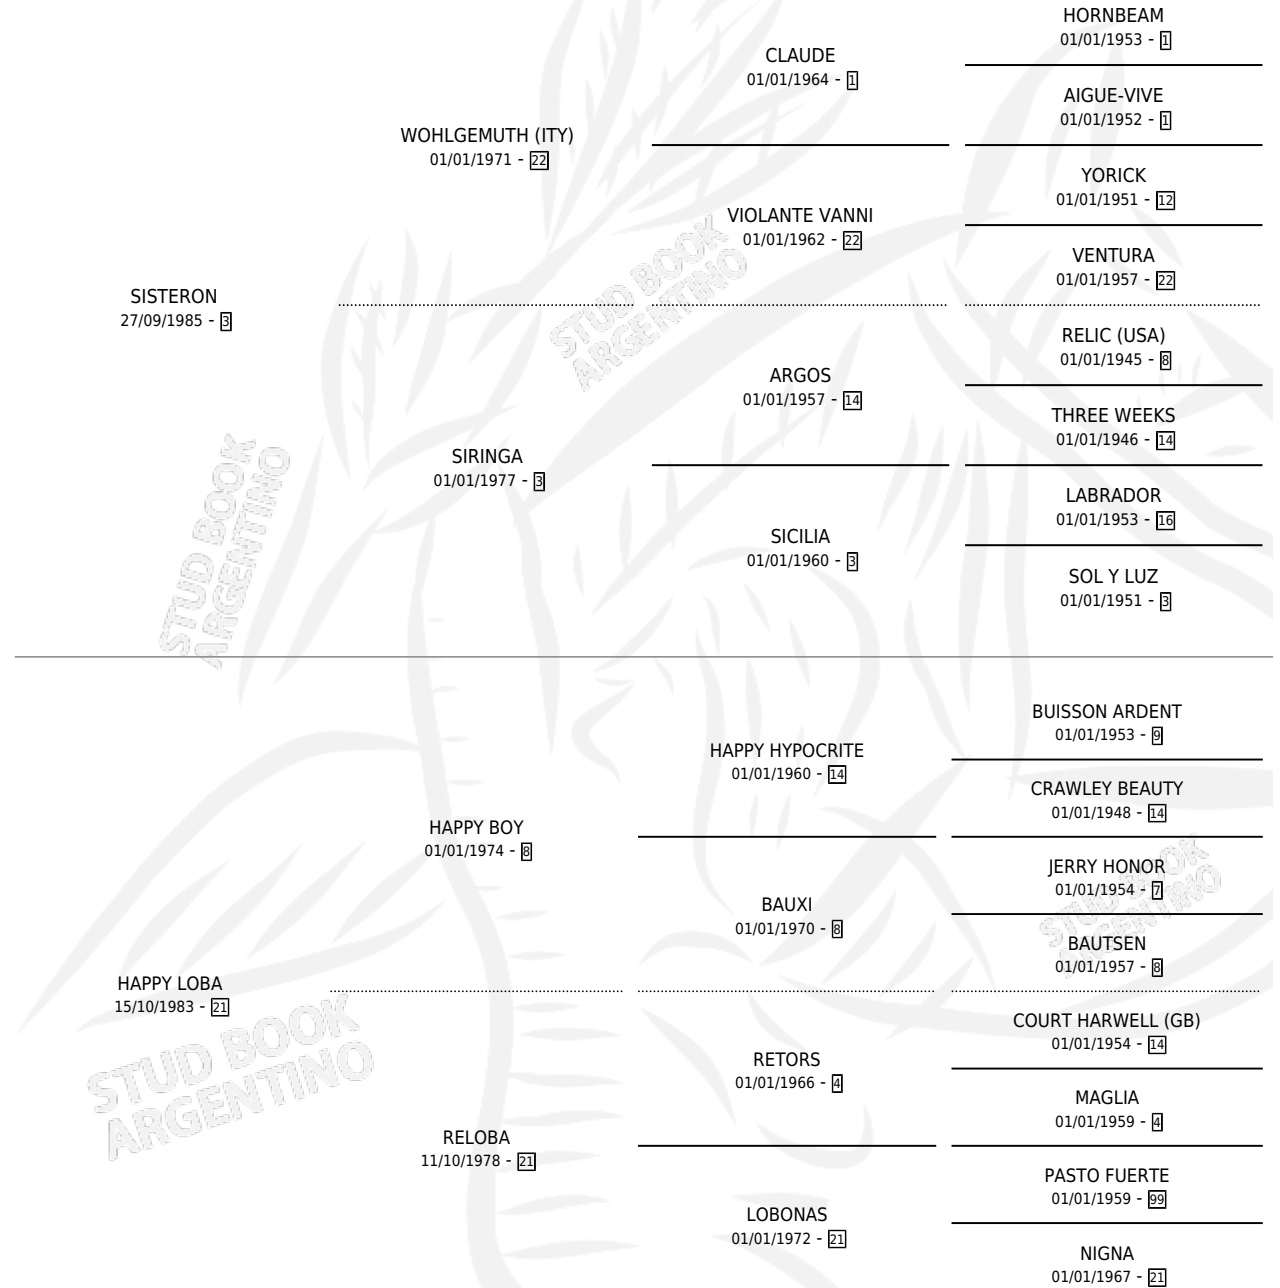 HORNBEAM
01/01/1953 - 1
CLAUDE
01/01/1964 - 1
AIGUE-VIVE
01/01/1952 - 1
WOHLGEMUTH (ITY)
01/01/1971 - 22
YORICK
01/01/1951 - 12
VIOLANTE VANNI
01/01/1962 - 22
VENTURA
01/01/1957 - 22
SISTERON
27/09/1985 - 3
RELIC (USA)
01/01/1945 - 8
ARGOS
01/01/1957 - 14
THREE WEEKS
01/01/1946 - 14
SIRINGA
01/01/1977 - 3
LABRADOR
01/01/1953 - 16
SICILIA
01/01/1960 - 3
SOL Y LUZ
01/01/1951 - 3
STUD BOOK
ARGENTINO
STUD BOOK
ARGENTINO
BUISSON ARDENT
01/01/1953 - 9
HAPPY HYPOCRITE
01/01/1960 - 14
CRAWLEY BEAUTY
01/01/1948 - 14
HAPPY BOY
01/01/1974 - 8
JERRY HONOR
01/01/1954 - 7
BAUXI
01/01/1970 - 8
BAUTSEN
01/01/1957 - 8
HAPPY LOBA
15/10/1983 - 21
COURT HARWELL (GB)
01/01/1954 - 14
RETORS
01/01/1966 - 4
MAGLIA
01/01/1959 - 4
RELOBA
11/10/1978 - 21
PASTO FUERTE
01/01/1959 - 99
LOBONAS
01/01/1972 - 21
NIGNA
01/01/1967 - 21
STUD BOOK
ARGENTINO
STUD BOOK
ARGENTINO